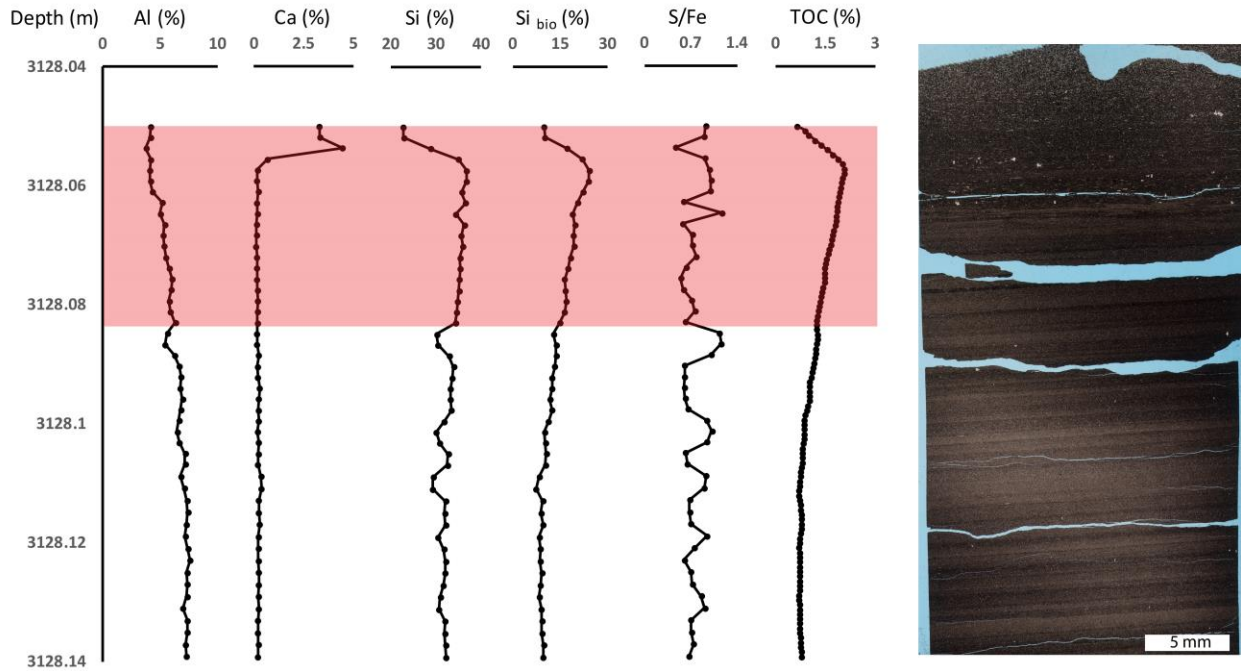 Depth (m) Al (%) Ca (%) Si (%) Si bio (%) S/Fe TOC (%)
0 5 10 0 2.5 5 20 30 40 0 15 30 0 0.7 1.4 0 1.5 3
3128.04
3128.06
3128.08
3128.1
3128.12
3128.14
5 mm